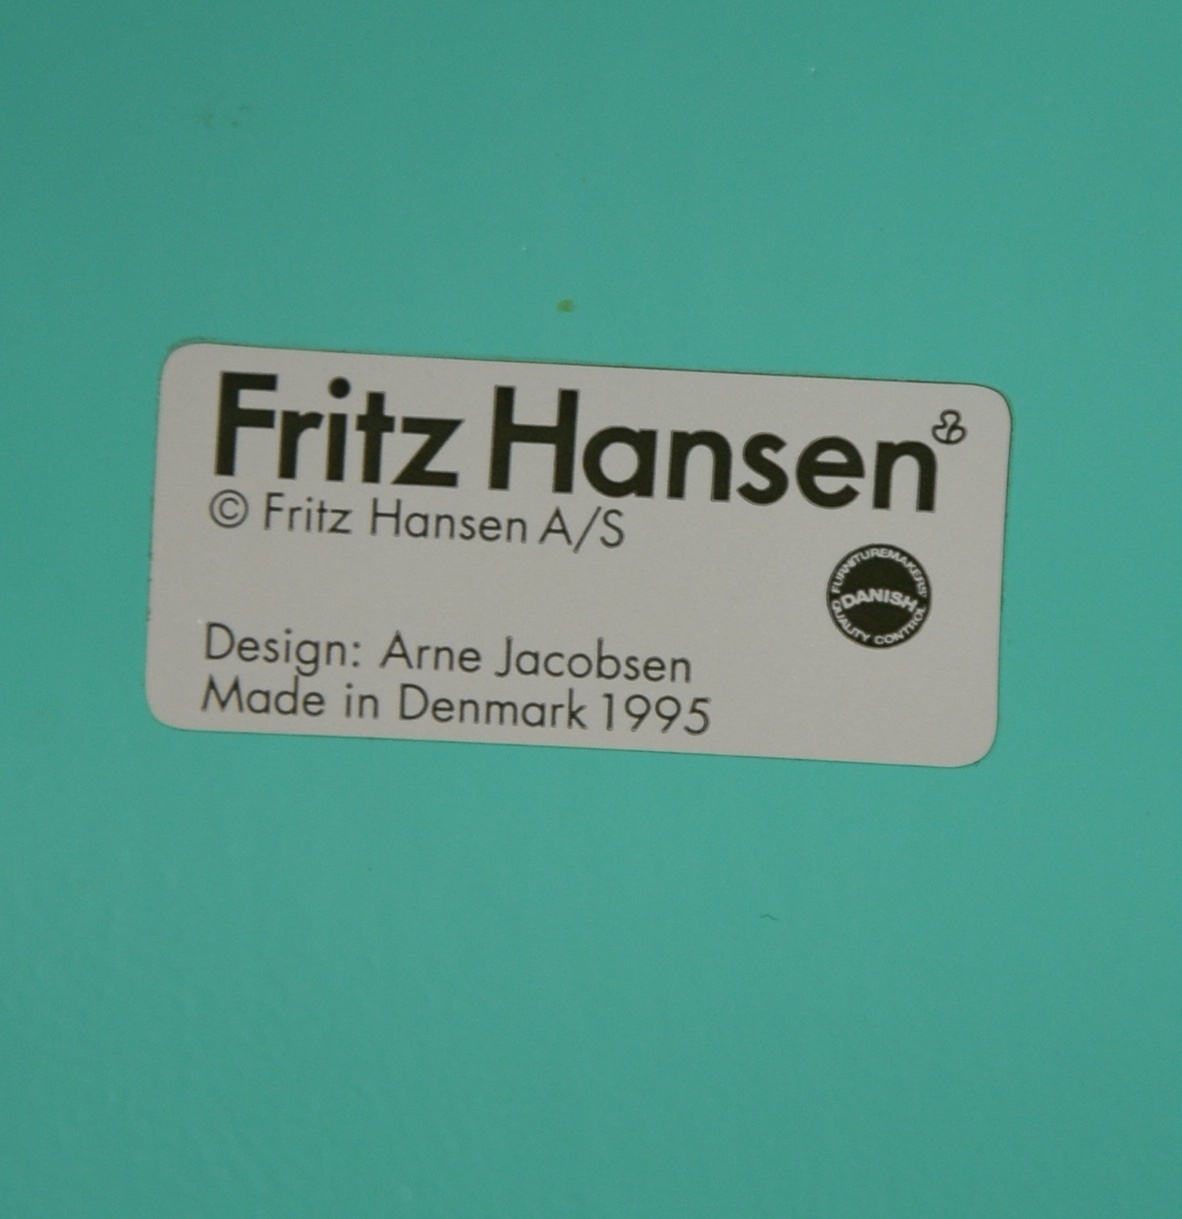 Fritz Hansen
© Fritz Hansen A/S
FURNITUREMAKERS'
DANISH
QUALITY CONTROL
Design: Arne Jacobsen
Made in Denmark 1995